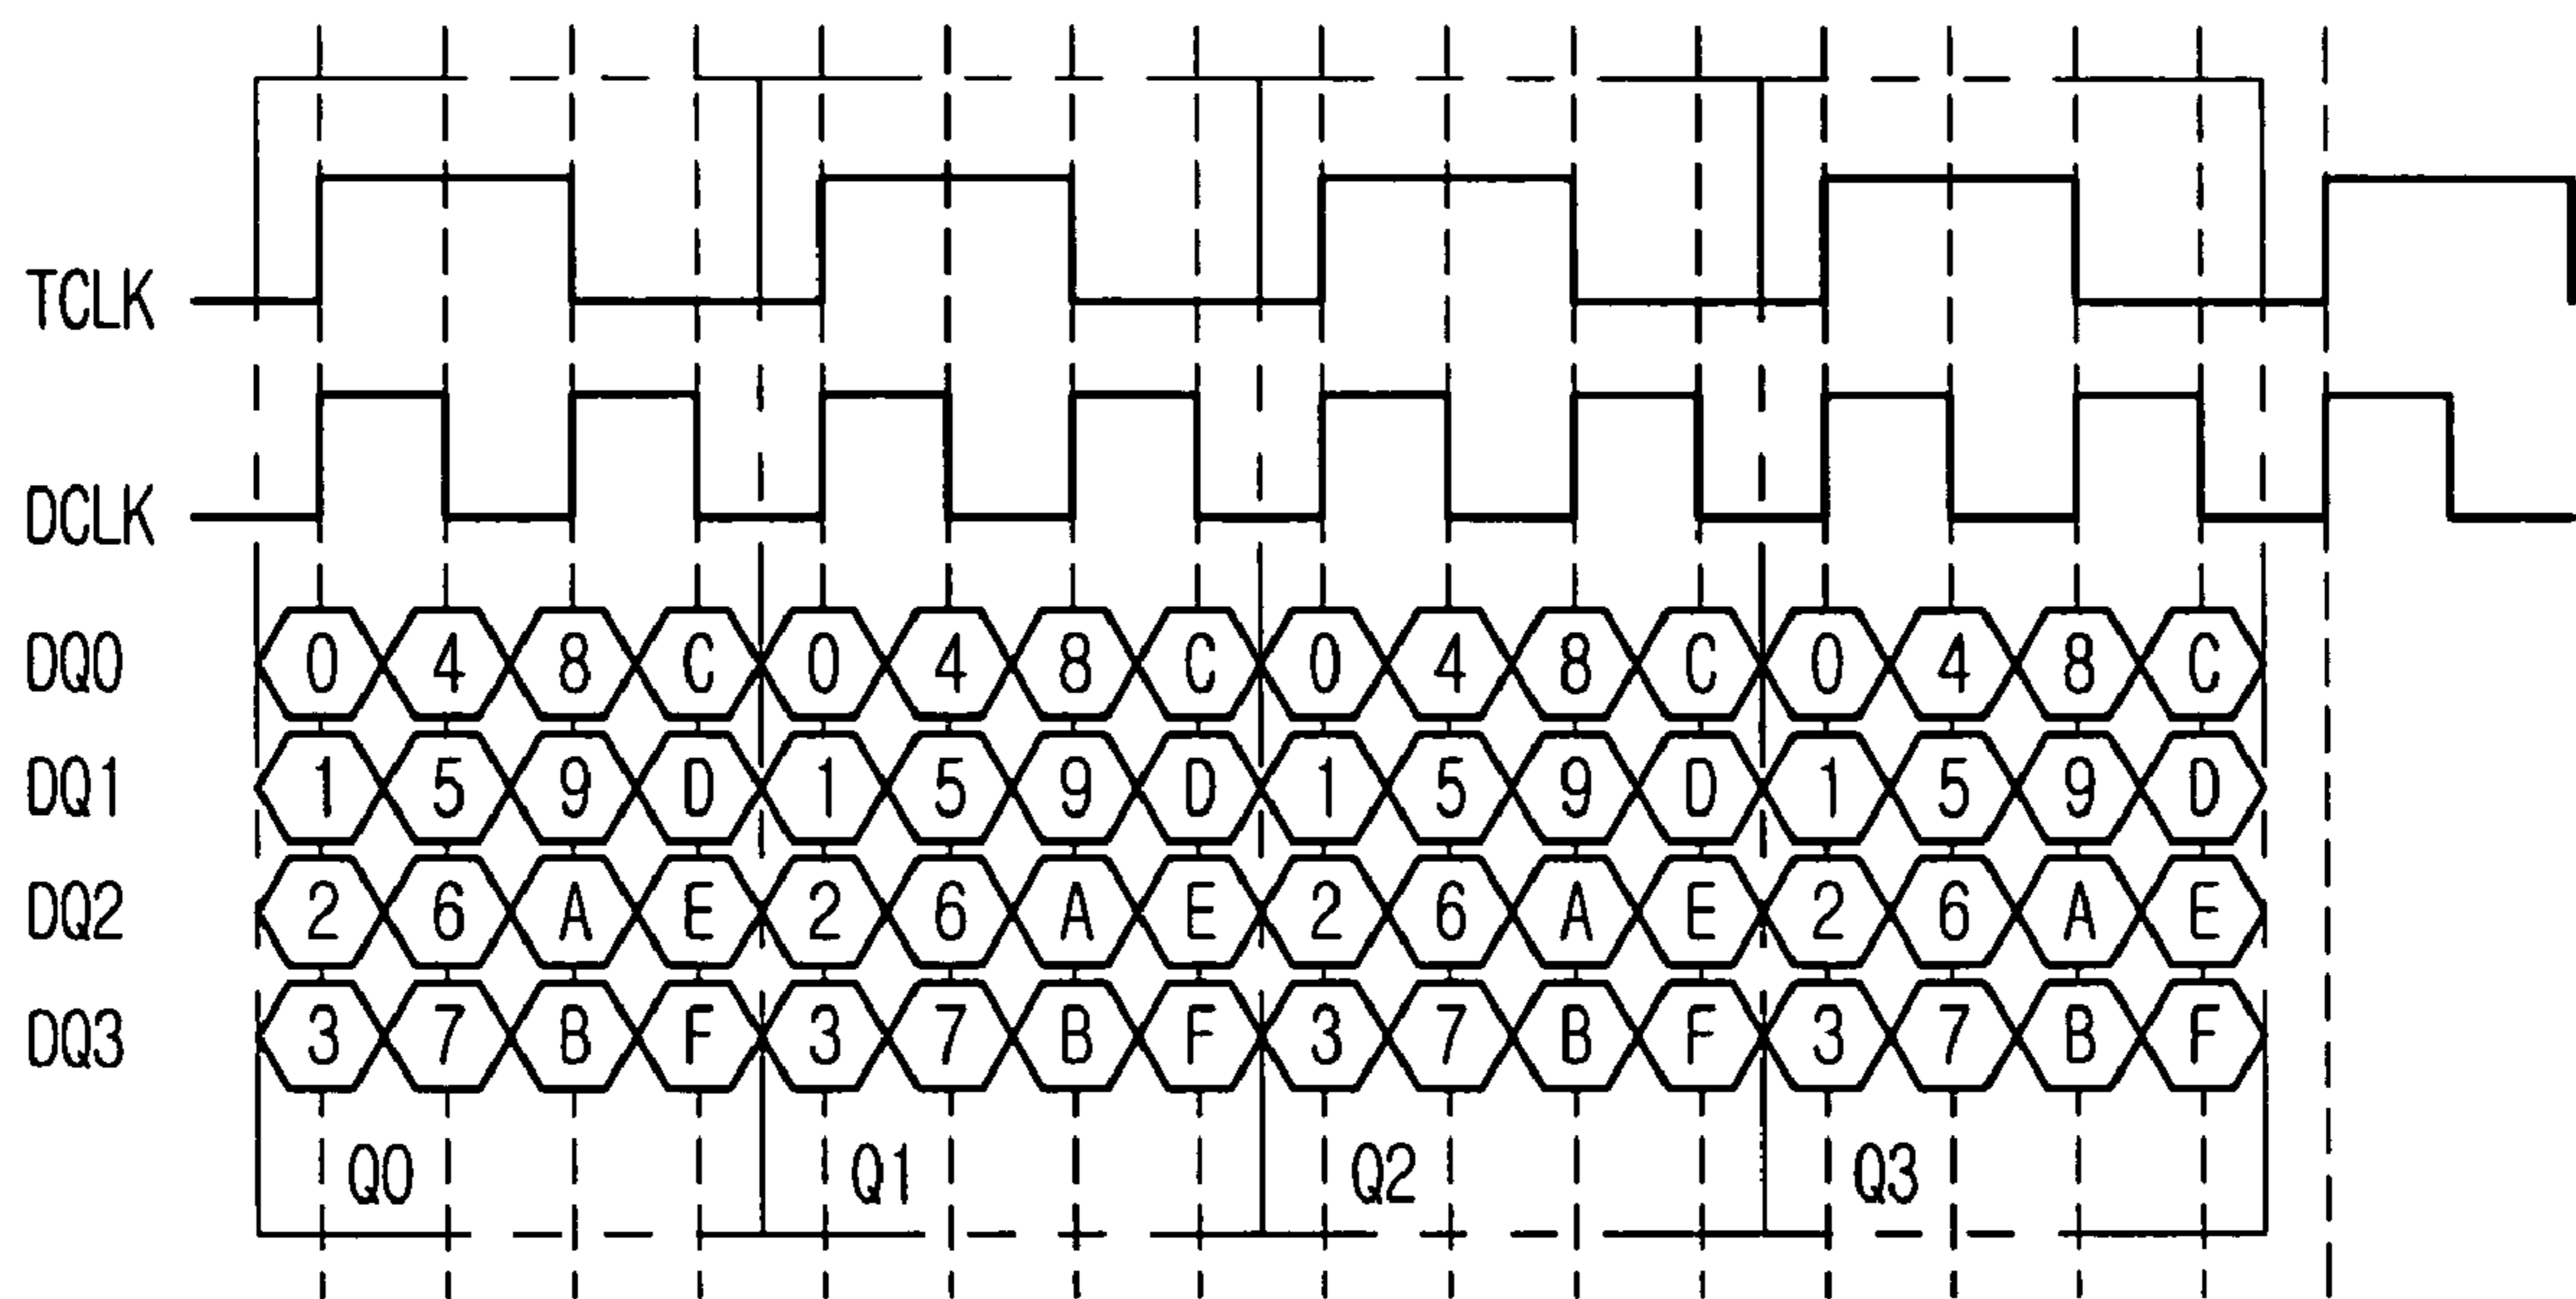 TCLK
DCLK
DQ0 0 4 8 C 0 4 8 C 0 4 8 C 0 4 8 C
DQ1 1 5 9 D 1 5 9 D 1 5 9 D 1 5 9 D
DQ2 2 6 A E 2 6 A E 2 6 A E 2 6 A E
DQ3 3 7 B F 3 7 B F 3 7 B F 3 7 B F
Q0 Q1 Q2 Q3